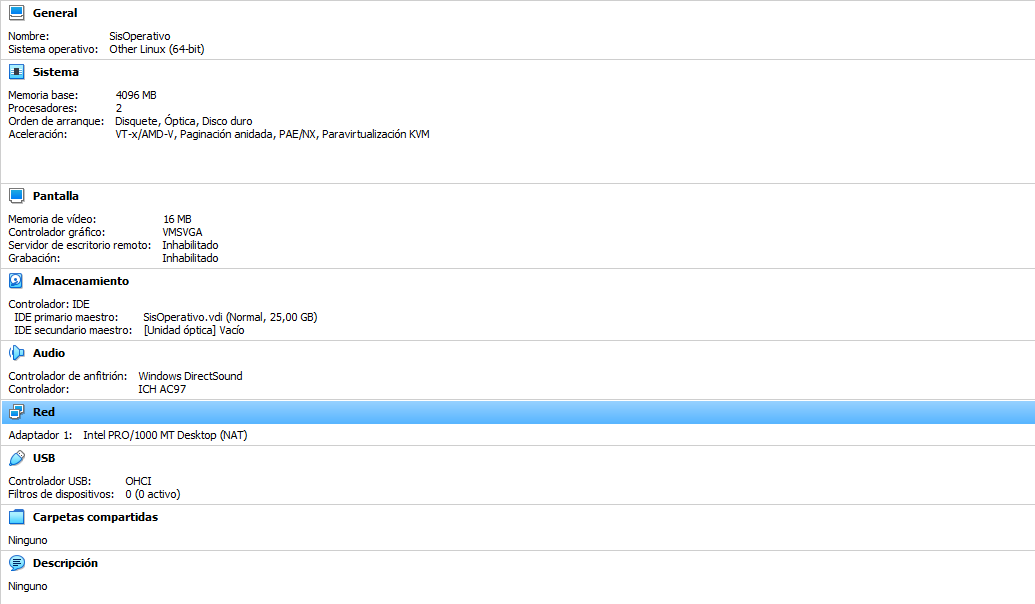 General
Nombre: SisOperativo
Sistema operativo: Other Linux (64-bit)
Sistema
Memoria base: 4096 MB
Procesadores: 2
Orden de arranque: Disquete, Óptica, Disco duro
Aceleración: VT-x/AMD-V, Paginación anidada, PAE/NX, Paravirtualización KVM
Pantalla
Memoria de vídeo: 16 MB
Controlador gráfico: VMSVGA
Servidor de escritorio remoto: Inhabilitado
Grabación: Inhabilitado
Almacenamiento
Controlador: IDE
IDE primario maestro: SisOperativo.vdi (Normal, 25,00 GB)
IDE secundario maestro: [Unidad óptica] Vacío
Audio
Controlador de anfitrión: Windows DirectSound
Controlador: ICH AC97
Red
Adaptador 1: Intel PRO/1000 MT Desktop (NAT)
USB
Controlador USB: OHCI
Filtros de dispositivos: 0 (0 activo)
Carpetas compartidas
Ninguno
Descripción
Ninguno